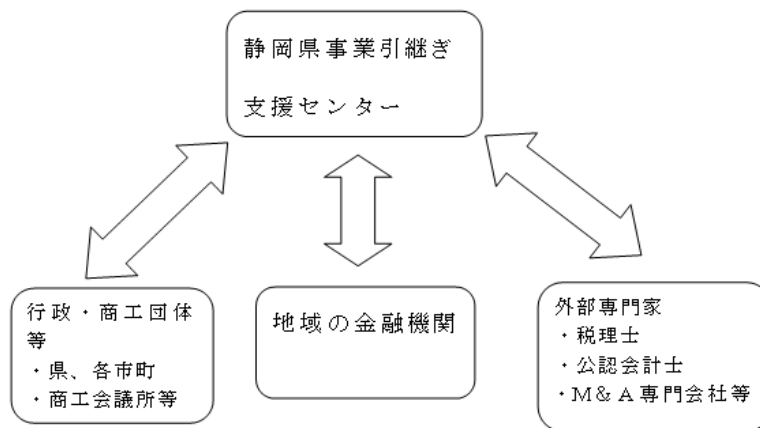 静岡県事業引継ぎ
支援センター
行政・商工団体
等
・県、各市町
・商工会議所等
地域の金融機関
外部専門家
・税理士
・公認会計士
・M＆A専門会社等